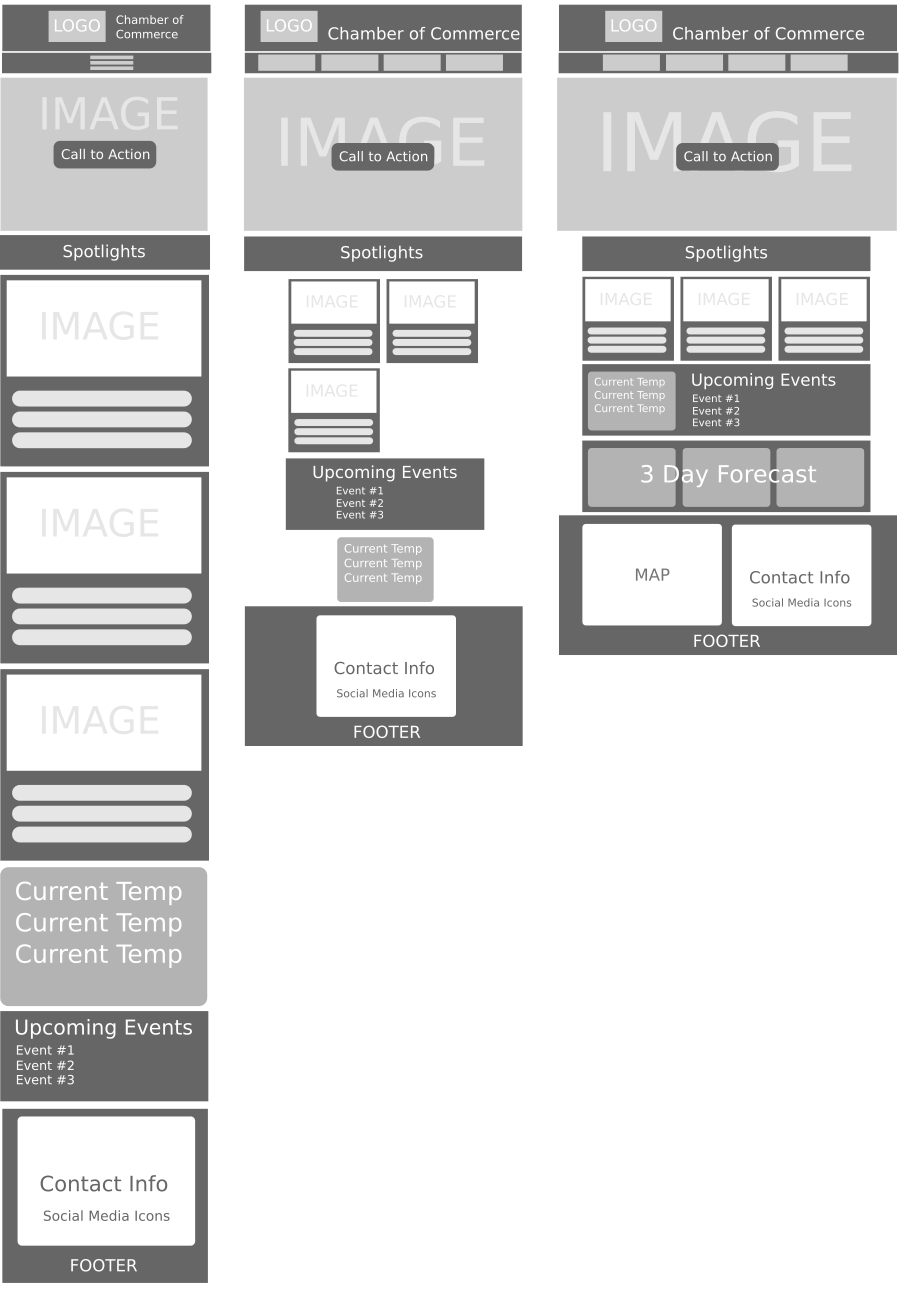 LOGO
Chamber of
Commerce
IMAGE
Call to Action
Spotlights
IMAGE
IMAGE
IMAGE
Current Temp
Current Temp
Current Temp
Upcoming Events
Event #1
Event #2
Event #3
Contact Info
Social Media Icons
FOOTER
LOGO
Chamber of Commerce
IMAGE
Call to Action
Spotlights
IMAGE
IMAGE
IMAGE
Upcoming Events
Event #1
Event #2
Event #3
Current Temp
Current Temp
Current Temp
Contact Info
Social Media Icons
FOOTER
LOGO
Chamber of Commerce
IMAGE
Call to Action
Spotlights
IMAGE
IMAGE
IMAGE
Current Temp
Current Temp
Current Temp
Upcoming Events
Event #1
Event #2
Event #3
3 Day Forecast
MAP
Contact Info
Social Media Icons
FOOTER